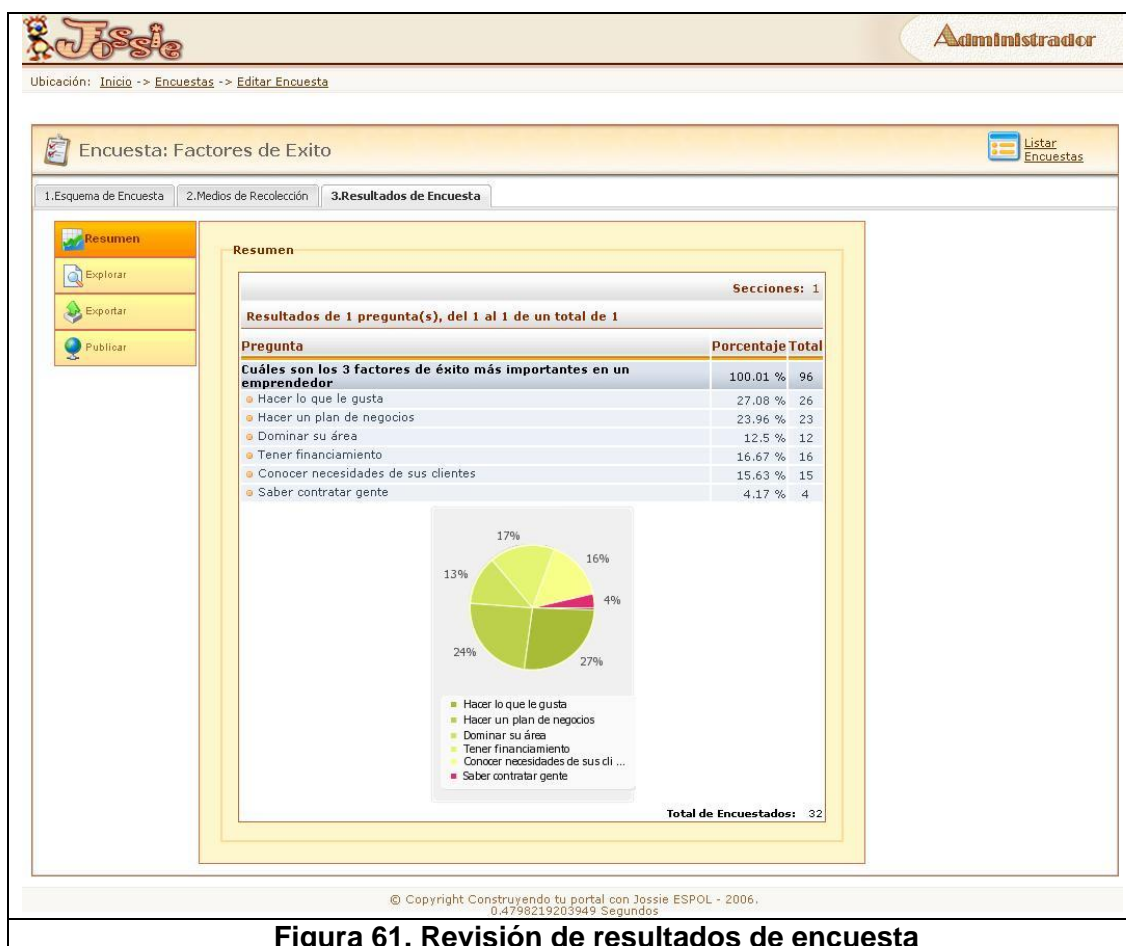 Jossie
Administrador
Ubicación: Inicio -> Encuestas -> Editar Encuesta
Encuesta: Factores de Exito
Listar
Encuestas
1.Esquema de Encuesta 2.Medios de Recolección 3.Resultados de Encuesta
Resumen
Explorar
Exportar
Publicar
Resumen
Secciones: 1
Resultados de 1 pregunta(s), del 1 al 1 de un total de 1
Pregunta Porcentaje Total
Cuáles son los 3 factores de éxito más importantes en un
emprendedor 100.01 % 96
Hacer lo que le gusta 27.08 % 26
Hacer un plan de negocios 23.96 % 23
Dominar su área 12.5 % 12
Tener financiamiento 16.67 % 16
Conocer necesidades de sus clientes 15.63 % 15
Saber contratar gente 4.17 % 4
17%
16%
13%
4%
24%
27%
Hacer lo que le gusta
Hacer un plan de negocios
Dominar su área
Tener financiamiento
Conocer necesidades de sus cli ...
Saber contratar gente
Total de Encuestados: 32
© Copyright Construyendo tu portal con Jossie ESPOL - 2006.
0.4798219203949 Segundos
Figura 61. Revisión de resultados de encuesta